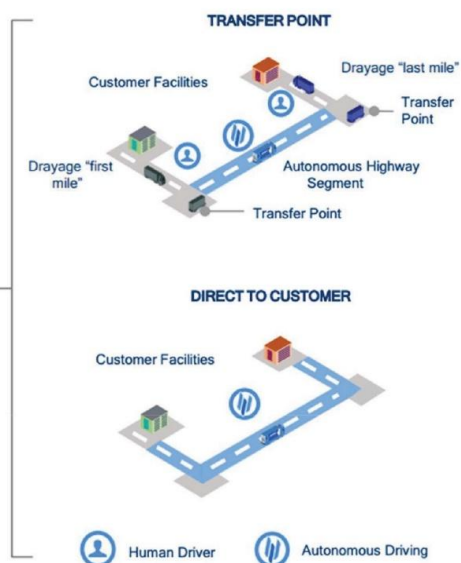 TRANSFER POINT
Drayage “last mile”
Customer Facilities
Transfer
Point
Drayage “first
mile”
Autonomous Highway
Segment
Transfer Point
DIRECT TO CUSTOMER
Customer Facilities
Human Driver
Autonomous Driving